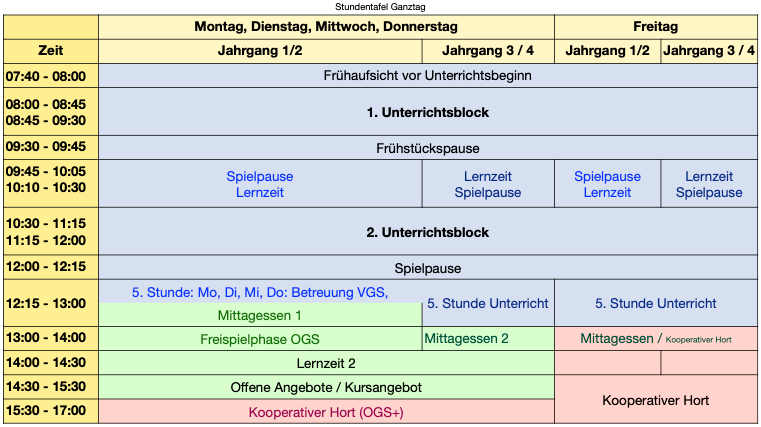 Stundentafel Ganztag
Montag, Dienstag, Mittwoch, Donnerstag Freitag
Zeit Jahrgang 1/2 Jahrgang 3 / 4 Jahrgang 1/2 Jahrgang 3 / 4
07:40 - 08:00 Frühaufsicht vor Unterrichtsbeginn
08:00 - 08:45
08:45 - 09:30
1. Unterrichtsblock
09:30 - 09:45 Frühstückspause
09:45 - 10:05 Spielpause Lernzeit Spielpause Lernzeit
10:10 - 10:30 Lernzeit Spielpause Lernzeit Spielpause
10:30 - 11:15
11:15 - 12:00
2. Unterrichtsblock
12:00 - 12:15 Spielpause
12:15 - 13:00
5. Stunde: Mo, Di, Mi, Do: Betreuung VGS,
Mittagessen 1
5. Stunde Unterricht 5. Stunde Unterricht
13:00 - 14:00 Freispielphase OGS Mittagessen 2 Mittagessen / Kooperativer Hort
14:00 - 14:30 Lernzeit 2
14:30 - 15:30 Offene Angebote / Kursangebot
Kooperativer Hort
15:30 - 17:00 Kooperativer Hort (OGS+)